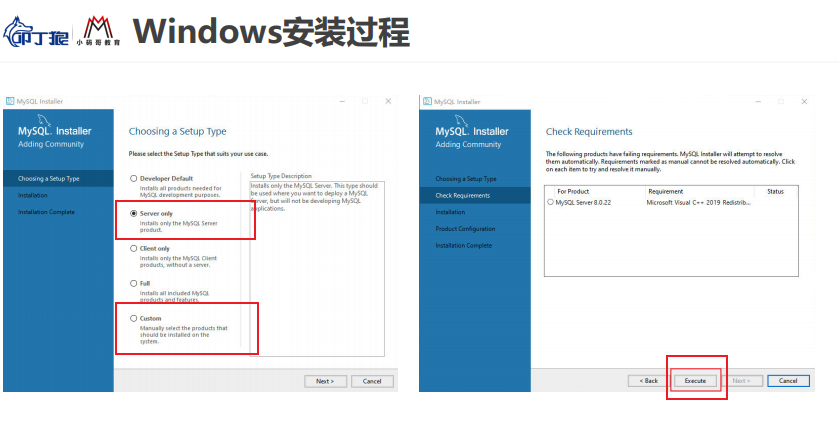 叩丁狼
小码哥教育
Windows安装过程
MySQL Installer
MySQL. Installer
Adding Community
Choosing a Setup Type
Installation
Installation Complete
Choosing a Setup Type
Please select the Setup Type that suits your use case.
Developer Default
Installs all products needed for
MySQL development purposes.
Server only
Installs only the MySQL Server
product.
Client only
Installs only the MySQL Client
products, without a server.
Full
Installs all included MySQL
products and features.
Custom
Manually select the products that
should be installed on the
system.
Setup Type Description
Installs only the MySQL Server. This type should
be used where you want to deploy a MySQL
Server, but will not be developing MySQL
applications.
Next >
Cancel
MySQL Installer
MySQL. Installer
Adding Community
Choosing a Setup Type
Check Requirements
Installation
Product Configuration
Installation Complete
Check Requirements
The following products have failing requirements. MySQL Installer will attempt to resolve
them automatically. Requirements marked as manual cannot be resolved automatically. Click
on each item to try and resolve it manually.
For Product Requirement Status
MySQL Server 8.0.22 Microsoft Visual C++ 2019 Redistrib...
< Back
Execute
Next >
Cancel